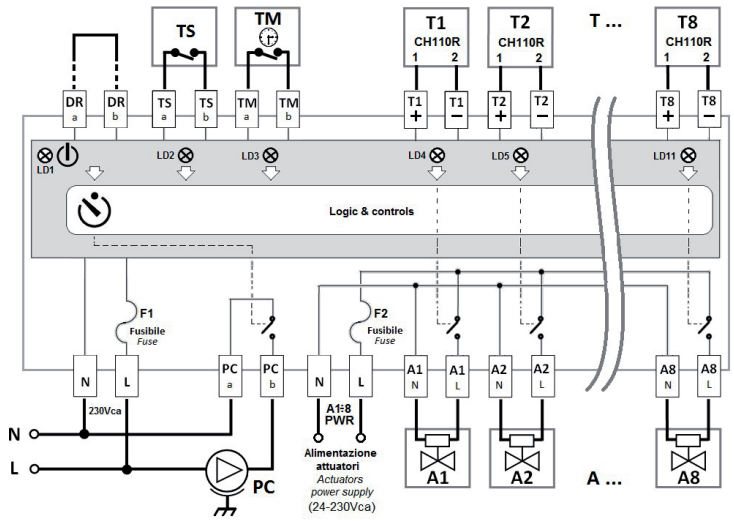 TS
TM
T1
CH110R
1 2
T2
CH110R
1 2
T ...
T8
CH110R
1 2
DR
a
DR
b
TS
a
TS
b
TM
a
TM
b
T1
+
T1
−
T2
+
T2
−
T8
+
T8
−
LD1
LD2
LD3
LD4
LD5
LD11
Logic & controls
F1
Fusibile
Fuse
F2
Fusibile
Fuse
N
L
PC
a
PC
b
N
L
A1
N
A1
L
A2
N
A2
L
A8
N
A8
L
230Vca
A1÷8
PWR
N
L
PC
Alimentazione
attuatori
Actuators
power supply
(24-230Vca)
A1
A2
A ...
A8